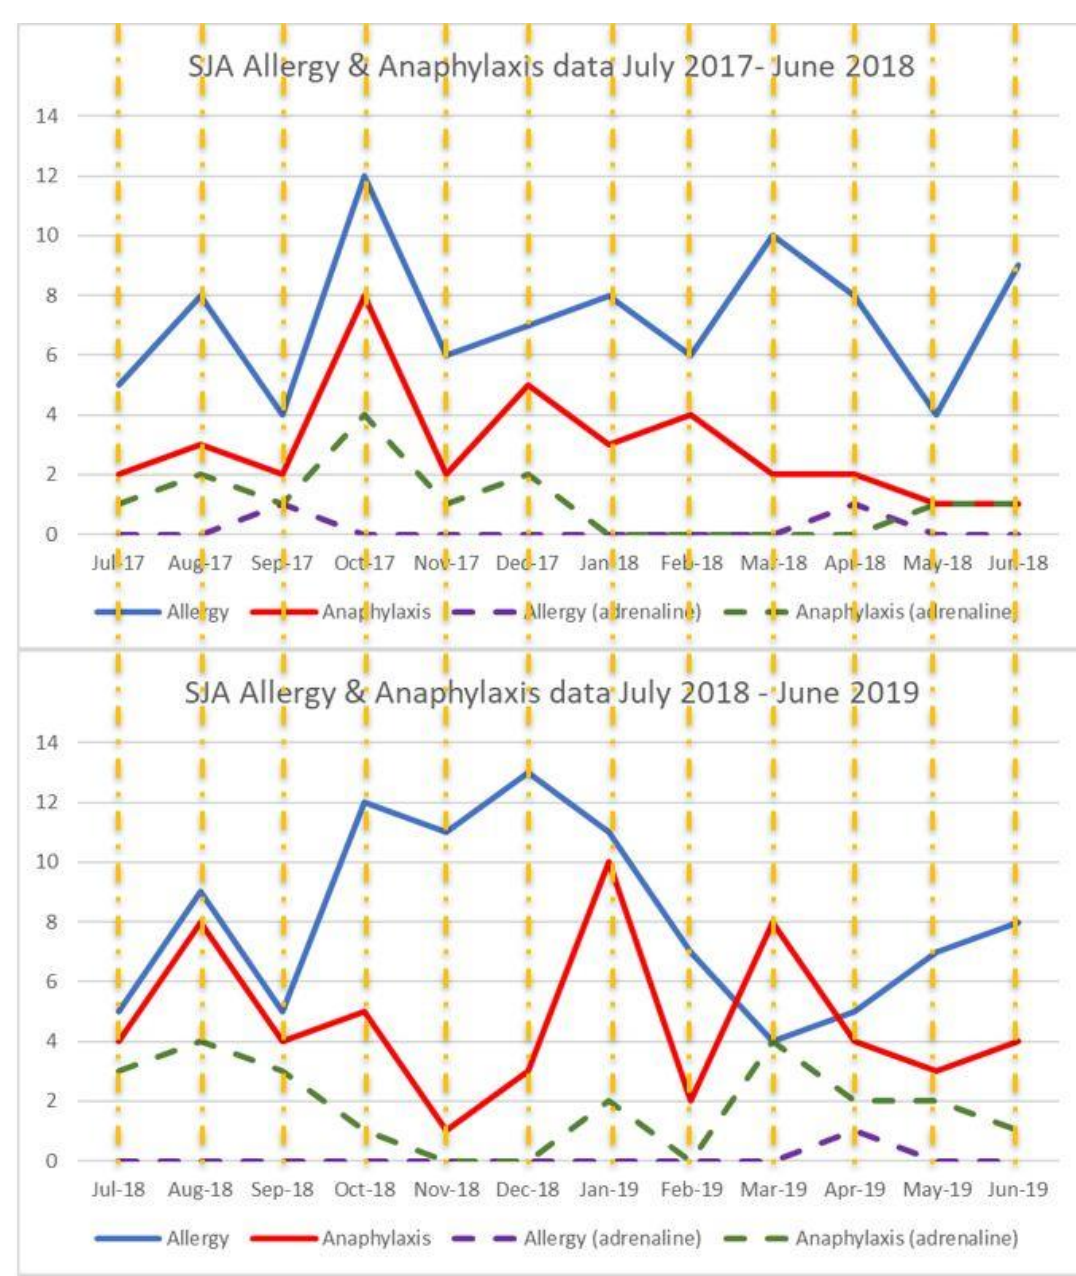 SJA Allergy & Anaphylaxis data July 2017- June 2018
14
12
10
8
6
4
2
0
Jul-17 Aug-17 Sep-17 Oct-17 Nov-17 Dec-17 Jan-18 Feb-18 Mar-18 Apr-18 May-18 Jun-18
Allergy Anaphylaxis Allergy (adrenaline) Anaphylaxis (adrenaline)
SJA Allergy & Anaphylaxis data July 2018 - June 2019
14
12
10
8
6
4
2
0
Jul-18 Aug-18 Sep-18 Oct-18 Nov-18 Dec-18 Jan-19 Feb-19 Mar-19 Apr-19 May-19 Jun-19
Allergy Anaphylaxis Allergy (adrenaline) Anaphylaxis (adrenaline)